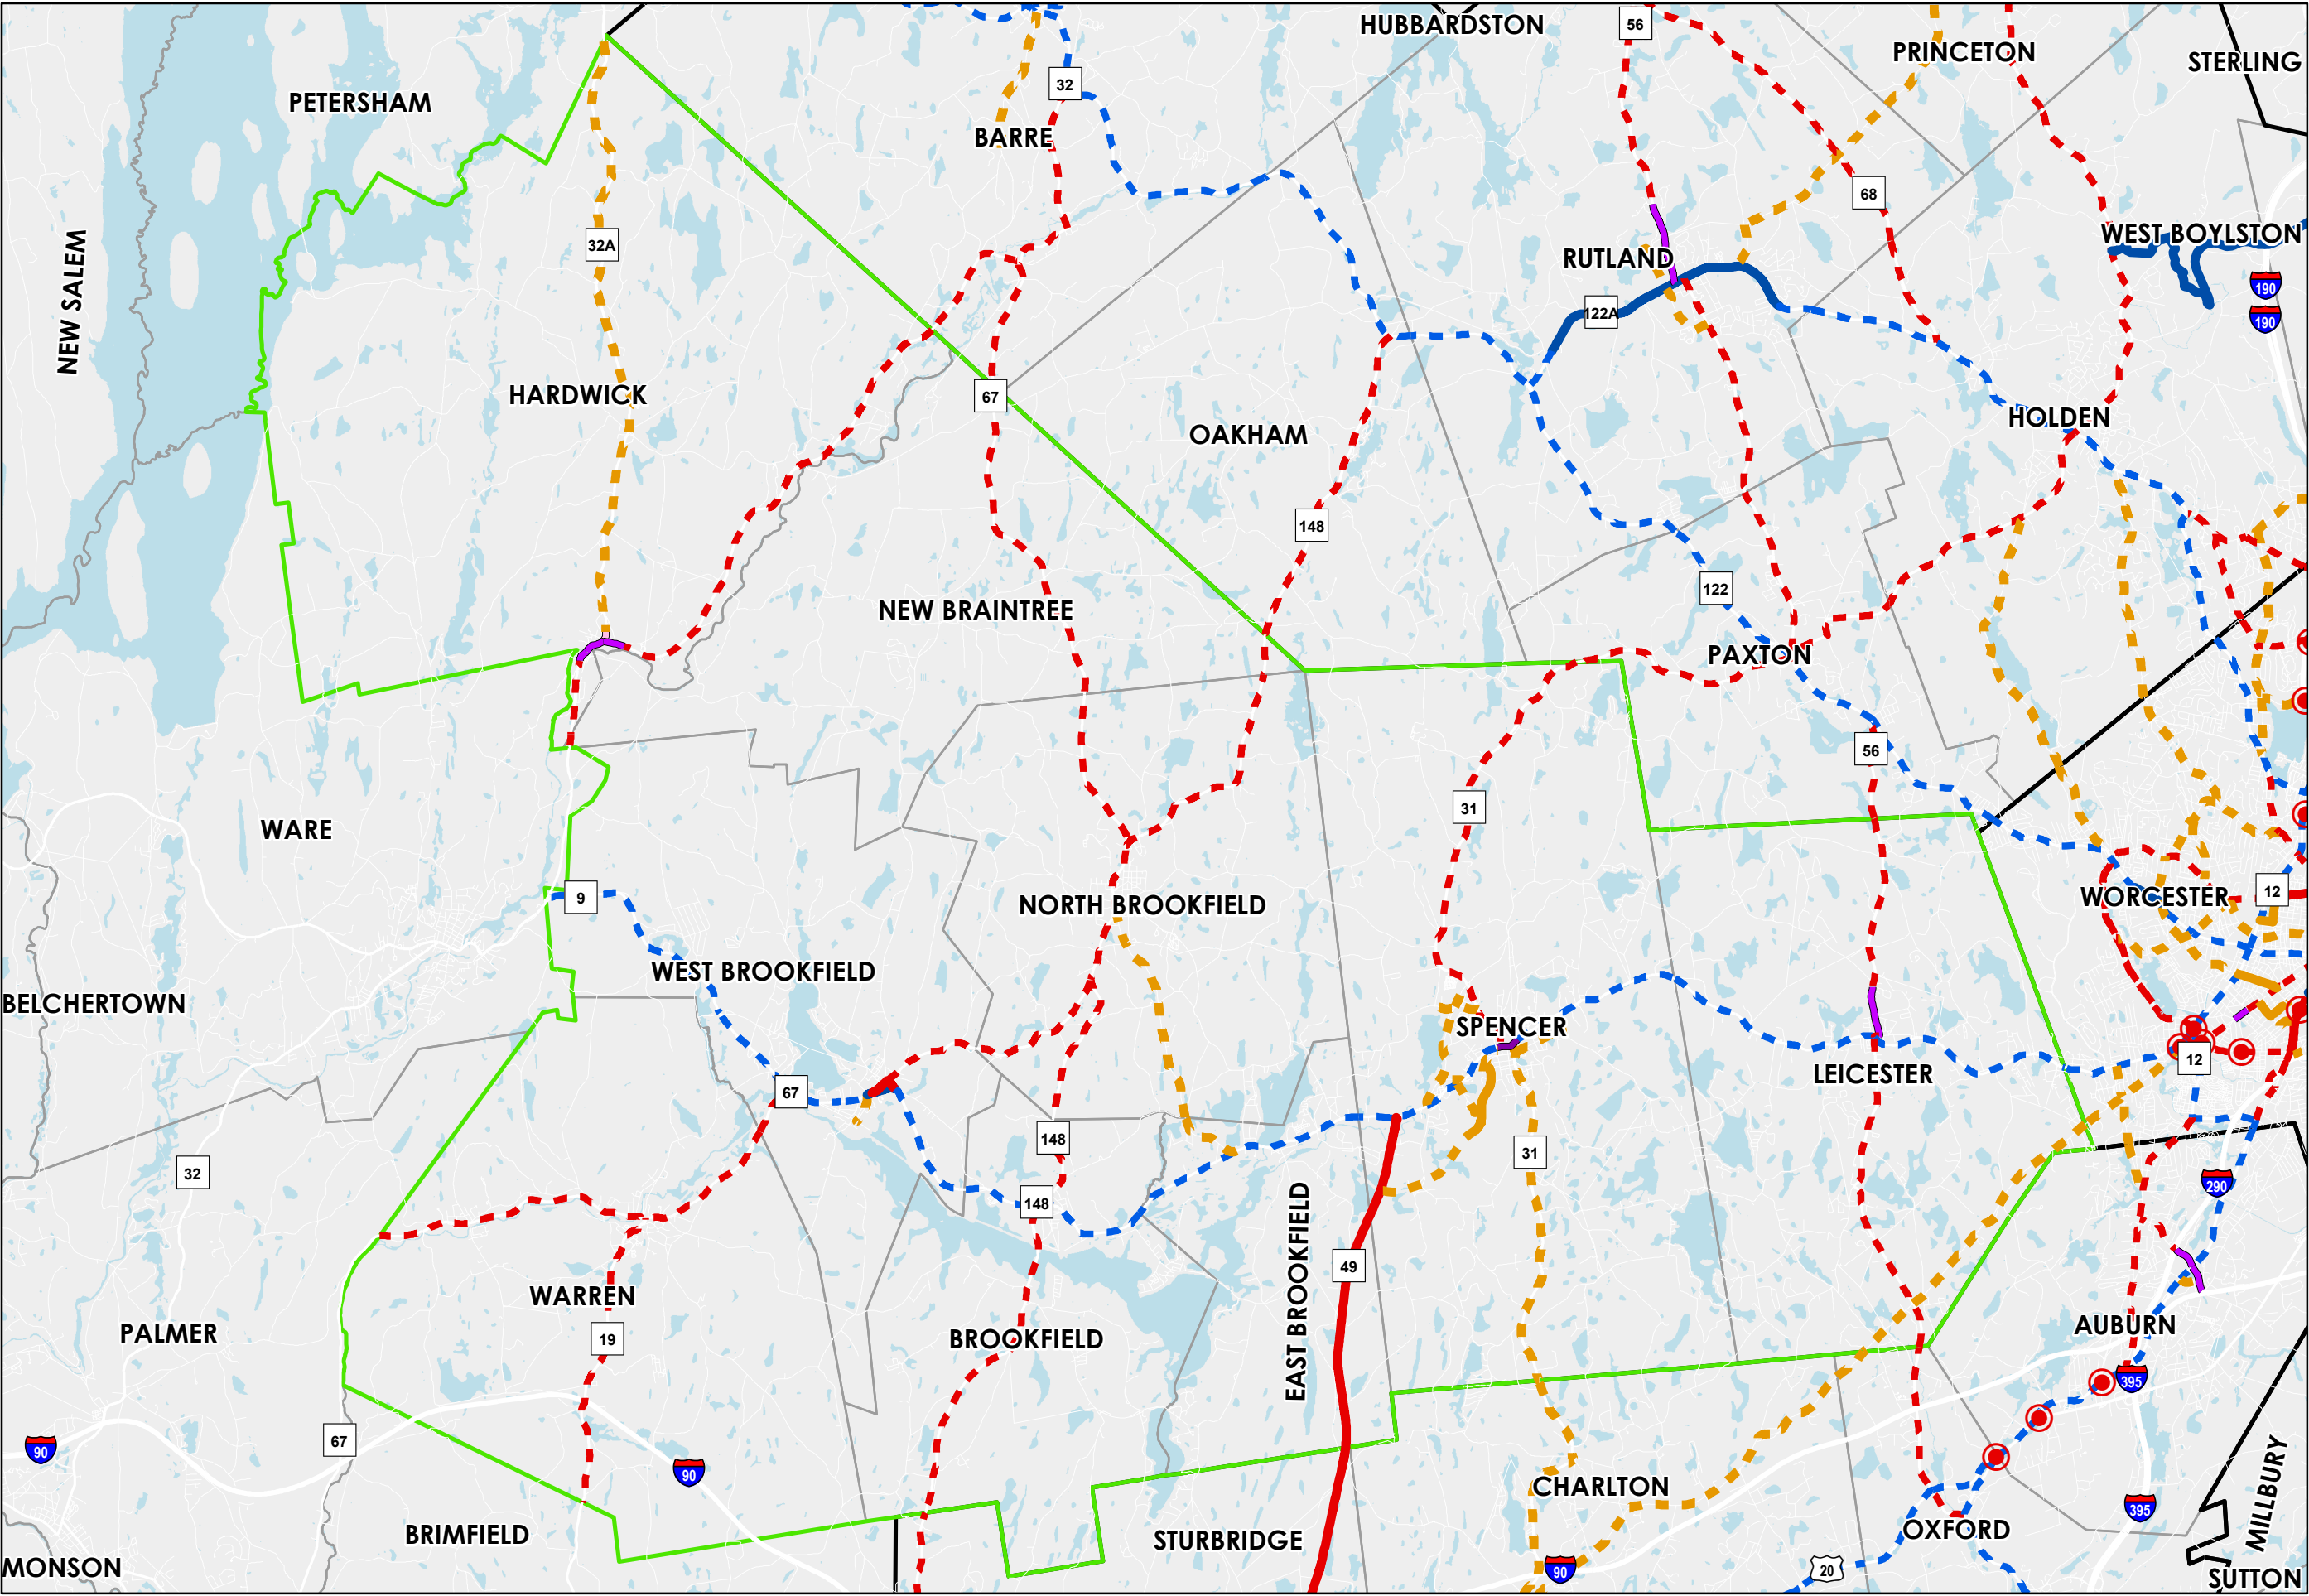 HUBBARDSTON
56
PRINCETON
STERLING
32
PETERSHAM
BARRE
68
NEW SALEM
32A
RUTLAND
WEST BOYLSTON
190
122A
190
HARDWICK
67
OAKHAM
HOLDEN
148
122
NEW BRAINTREE
PAXTON
56
31
WARE
9
NORTH BROOKFIELD
WORCESTER
12
WEST BROOKFIELD
BELCHERTOWN
SPENCER
12
LEICESTER
67
148
31
32
290
148
EAST BROOKFIELD
49
WARREN
PALMER
19
BROOKFIELD
AUBURN
395
67
90
90
CHARLTON
MILLBURY
395
BRIMFIELD
STURBRIDGE
OXFORD
MONSON
90
20
SUTTON